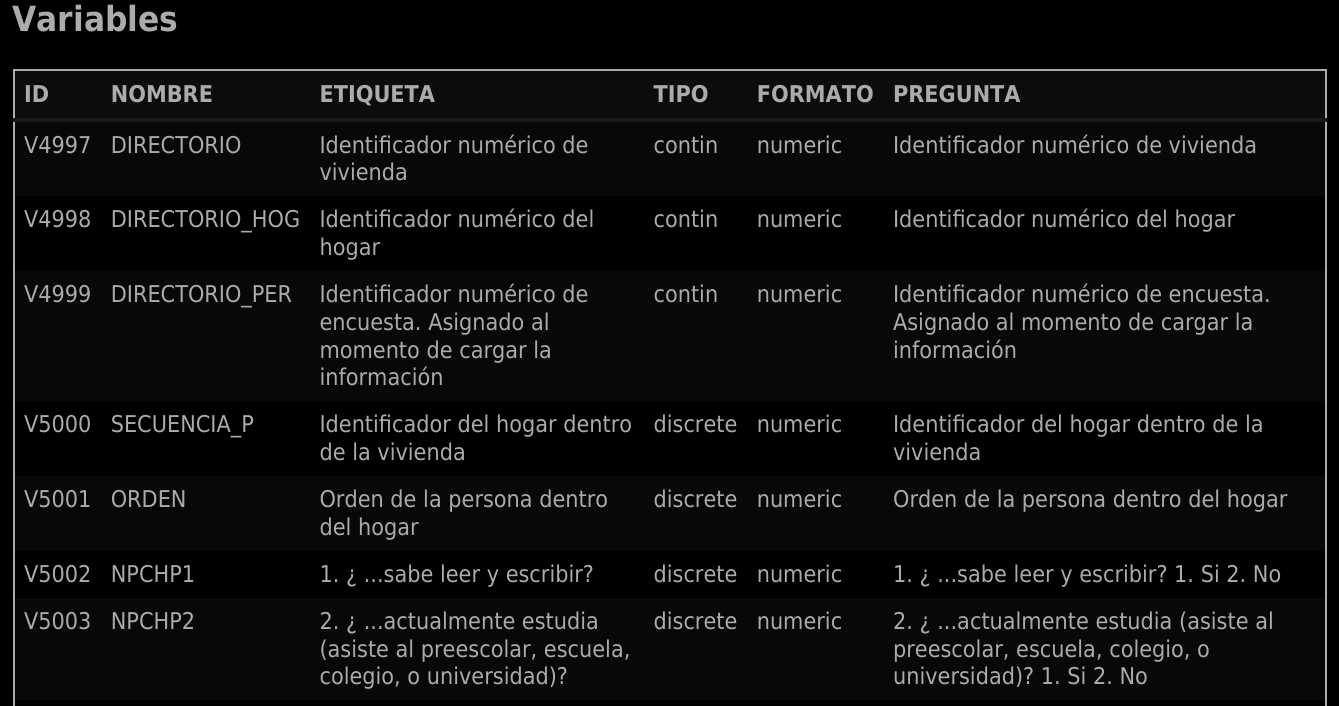 Variables
ID NOMBRE ETIQUETA TIPO FORMATO PREGUNTA
V4997 DIRECTORIO Identificador numérico de contin numeric Identificador numérico de vivienda
vivienda
V4998 DIRECTORIO_HOG Identificador numérico del contin numeric Identificador numérico del hogar
hogar
V4999 DIRECTORIO_PER Identificador numérico de contin numeric Identificador numérico de encuesta.
encuesta. Asignado al Asignado al momento de cargar la
momento de cargar la información
información
V5000 SECUENCIA_P Identificador del hogar dentro discrete numeric Identificador del hogar dentro de la
de la vivienda vivienda
V5001 ORDEN Orden de la persona dentro discrete numeric Orden de la persona dentro del hogar
del hogar
V5002 NPCHP1 1. ¿ ...sabe leer y escribir? discrete numeric 1. ¿ ...sabe leer y escribir? 1. Si 2. No
V5003 NPCHP2 2. ¿ ...actualmente estudia discrete numeric 2. ¿ ...actualmente estudia (asiste al
(asiste al preescolar, escuela, preescolar, escuela, colegio, o
colegio, o universidad)? universidad)? 1. Si 2. No